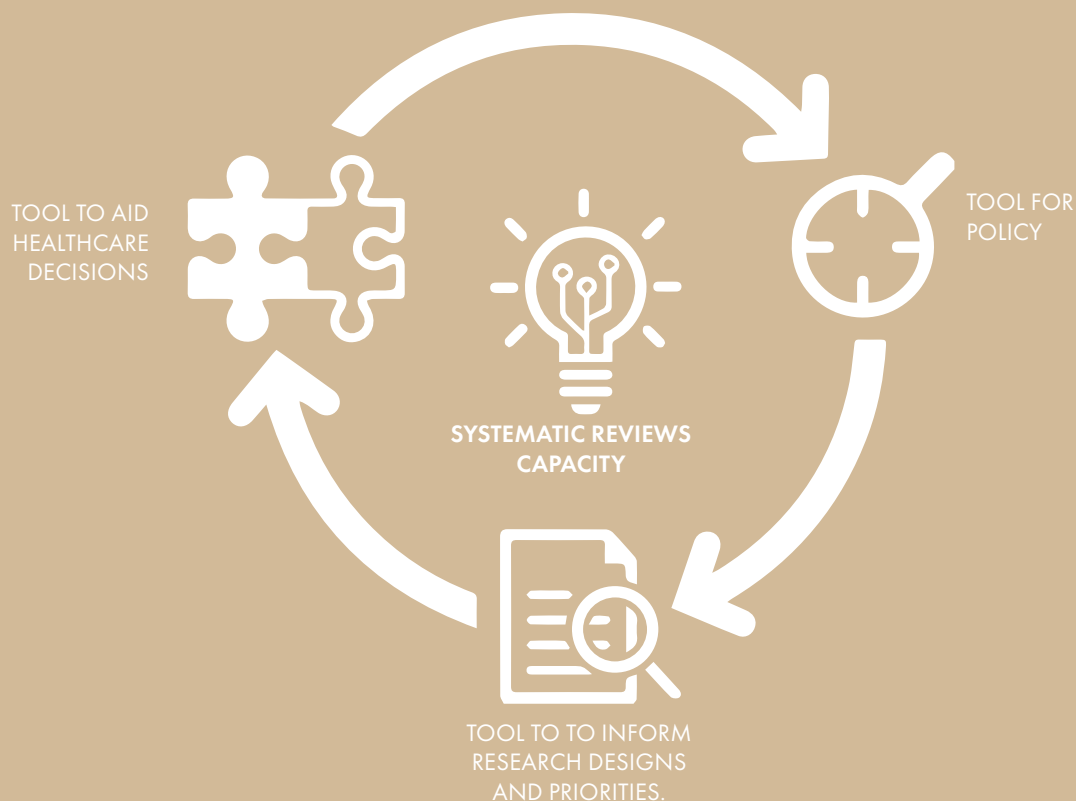 TOOL TO AID
HEALTHCARE
DECISIONS
TOOL FOR
POLICY
SYSTEMATIC REVIEWS
CAPACITY
TOOL TO TO INFORM
RESEARCH DESIGNS
AND PRIORITIES.